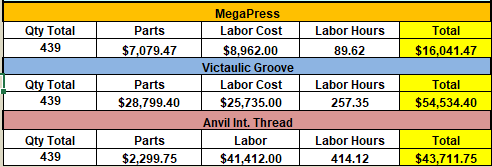 MegaPress
Qty Total Parts Labor Cost Labor Hours Total
439 $7,079.47 $8,962.00 89.62 $16,041.47
Victaulic Groove
Qty Total Parts Labor Cost Labor Hours Total
439 $28,799.40 $25,735.00 257.35 $54,534.40
Anvil Int. Thread
Qty Total Parts Labor Labor Hours Total
439 $2,299.75 $41,412.00 414.12 $43,711.75